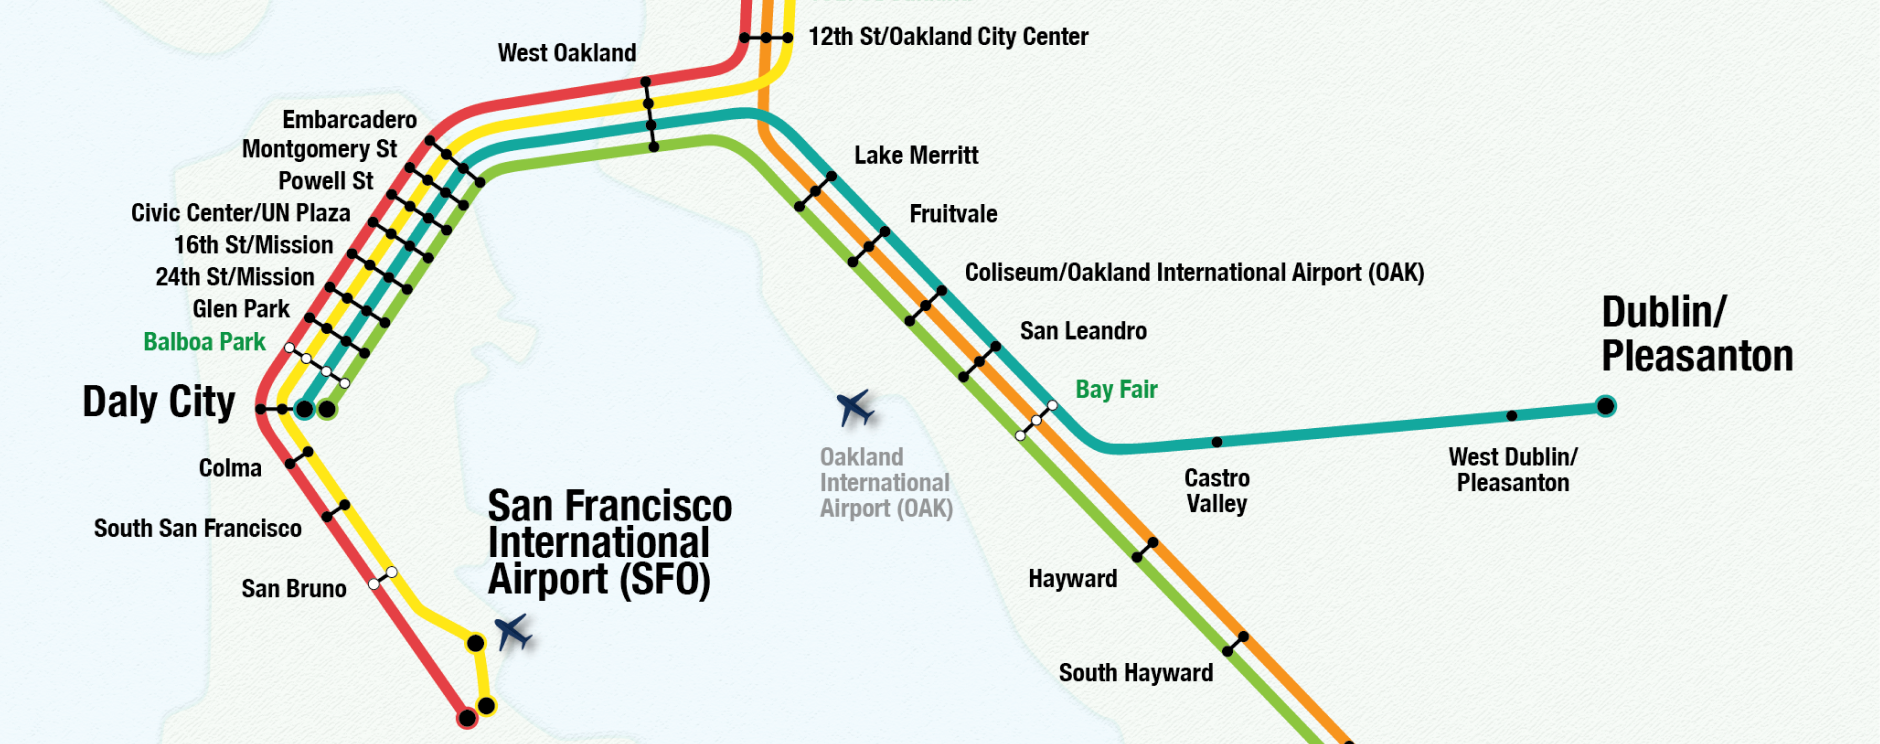 12th St/Oakland City Center
West Oakland
Embarcadero
Montgomery St
Powell St
Civic Center/UN Plaza
16th St/Mission
24th St/Mission
Glen Park
Balboa Park
Daly City
Colma
South San Francisco
San Bruno
San Francisco
International
Airport (SFO)
Lake Merritt
Fruitvale
Coliseum/Oakland International Airport (OAK)
San Leandro
Bay Fair
Oakland
International
Airport (OAK)
Dublin/
Pleasanton
Castro
Valley
West Dublin/
Pleasanton
Hayward
South Hayward